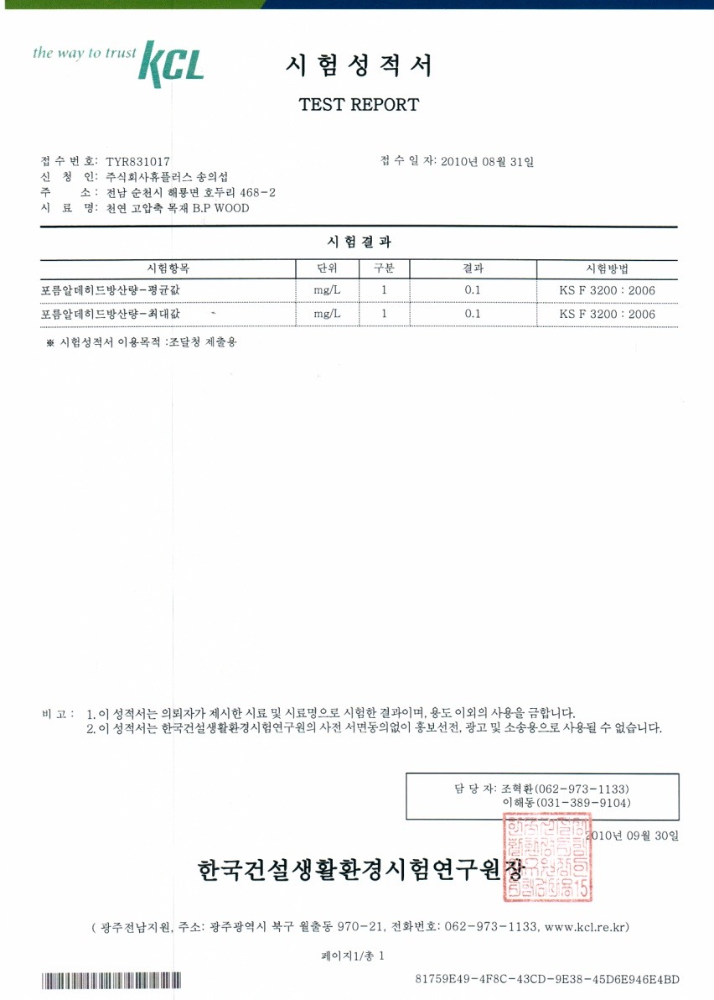 the way to trust KCL
시험성적서
TEST REPORT
접수번호: TYR831017 접수일자: 2010년 08월 31일
신 청 인: 주식회사휴플러스 송의섭
주 소: 전남 순천시 해룡면 호두리 468-2
시 료 명: 천연 고압축 목재 B.P WOOD
시험결과
시험항목 단위 구분 결과 시험방법
포름알데히드방산량-평균값 mg/L 1 0.1 KS F 3200 : 2006
포름알데히드방산량-최대값 mg/L 1 0.1 KS F 3200 : 2006
※ 시험성적서 이용목적 :조달청 제출용
비 고 : 1. 이 성적서는 의뢰자가 제시한 시료 및 시료명으로 시험한 결과이며, 용도 이외의 사용을 금합니다.
2. 이 성적서는 한국건설생활환경시험연구원의 사전 서면동의없이 홍보선전, 광고 및 소송용으로 사용될 수 없습니다.
담 당 자: 조혁환(062-973-1133)
이해동(031-389-9104)
2010년 09월 30일
한국건설생활환경시험연구원장
( 광주전남지원, 주소: 광주광역시 북구 월출동 970-21, 전화번호: 062-973-1133, www.kcl.re.kr)
페이지1/총 1
81759E49-4F8C-43CD-9E38-45D6E946E4BD